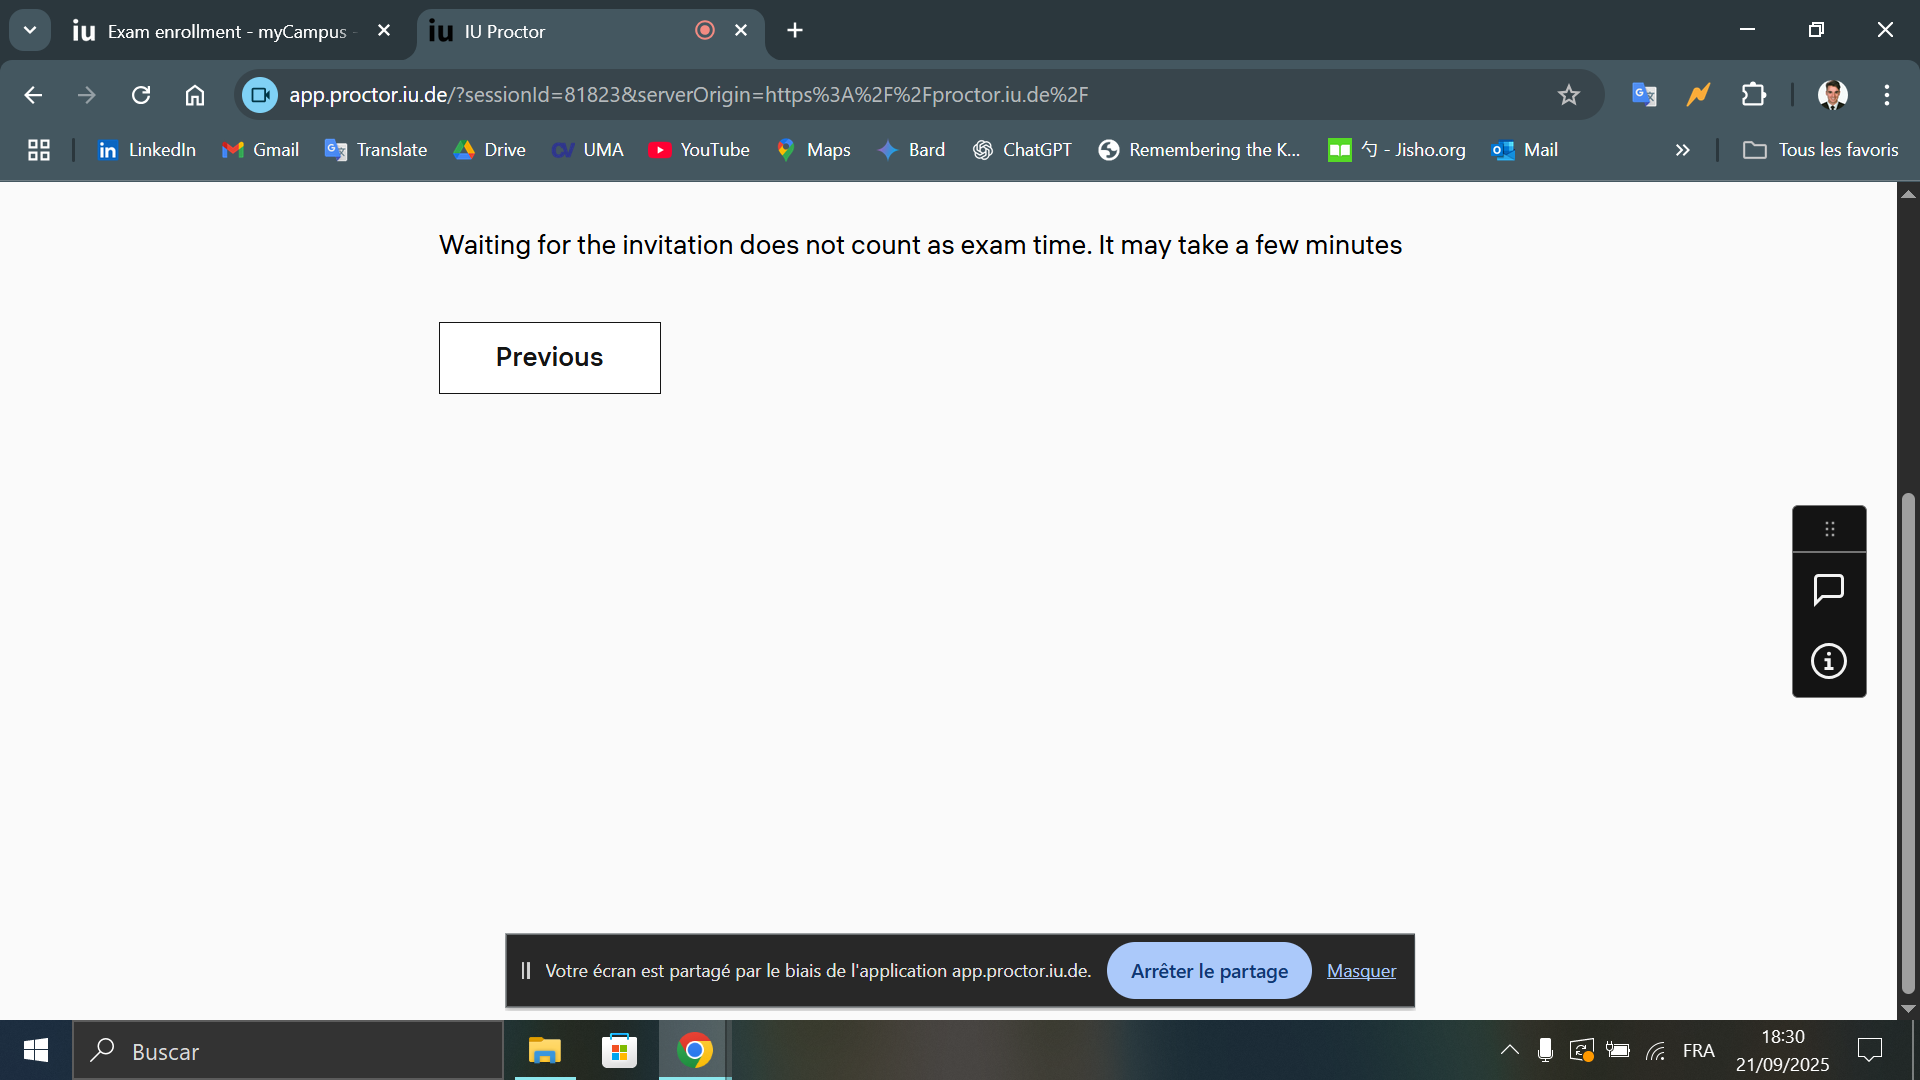 iu Exam enrollment - myCampus -
iu IU Proctor
app.proctor.iu.de/?sessionId=81823&serverOrigin=https%3A%2F%2Fproctor.iu.de%2F
LinkedIn Gmail Translate Drive UMA YouTube Maps Bard ChatGPT Remembering the K... 勺 - Jisho.org Mail Tous les favoris
Waiting for the invitation does not count as exam time. It may take a few minutes
Previous
Votre écran est partagé par le biais de l'application app.proctor.iu.de. Arrêter le partage Masquer
Buscar
FRA
18:30
21/09/2025